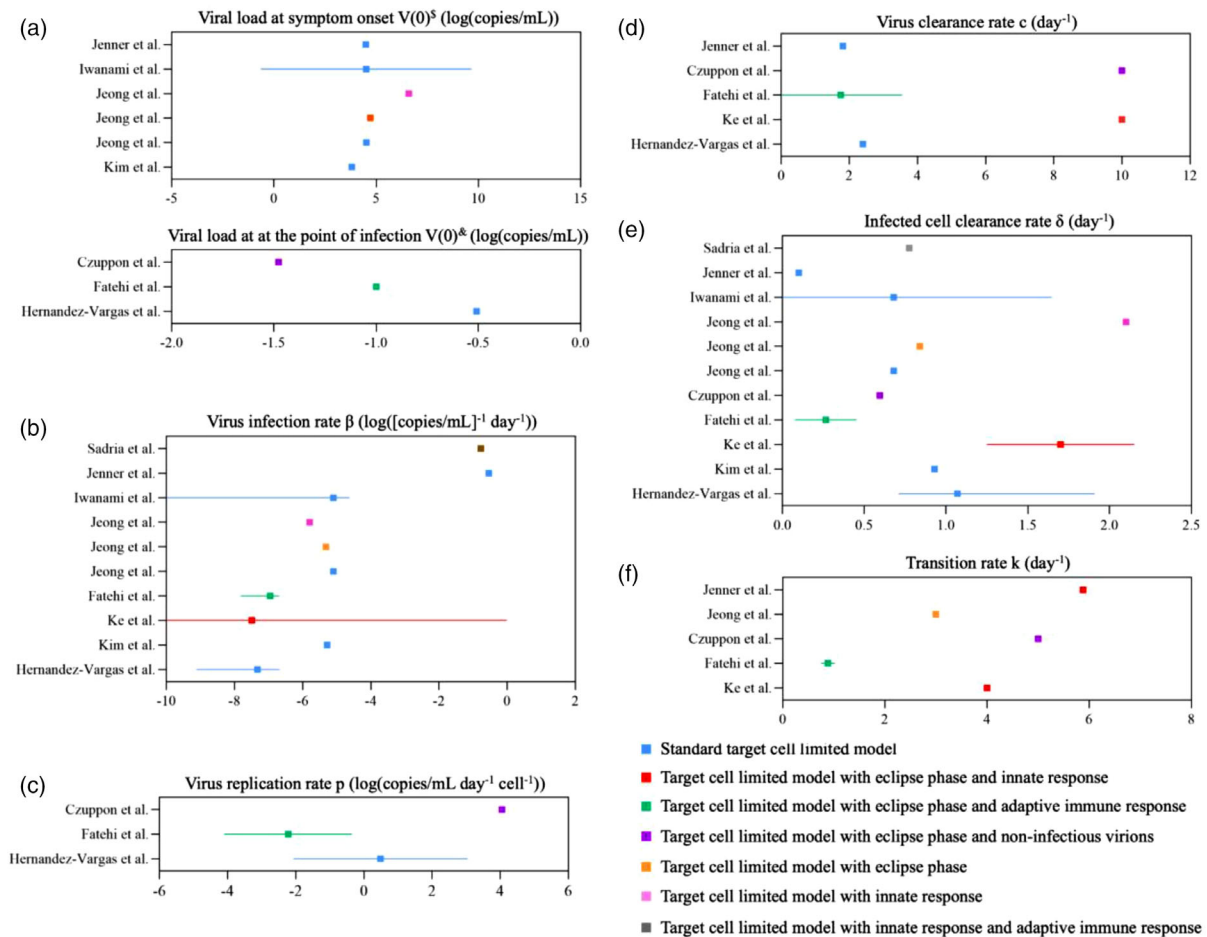 (a)
Viral load at symptom onset V(0)$ (log(copies/mL))
Jenner et al.
Iwanami et al.
Jeong et al.
Jeong et al.
Jeong et al.
Kim et al.
-5 0 5 10 15
Viral load at at the point of infection V(0)& (log(copies/mL))
Czuppon et al.
Fatehi et al.
Hernandez-Vargas et al.
-2.0 -1.5 -1.0 -0.5 0.0
(b)
Virus infection rate β (log([copies/mL]-1 day-1))
Sadria et al.
Jenner et al.
Iwanami et al.
Jeong et al.
Jeong et al.
Jeong et al.
Fatehi et al.
Ke et al.
Kim et al.
Hernandez-Vargas et al.
-10 -8 -6 -4 -2 0 2
(c)
Virus replication rate p (log(copies/mL day-1 cell-1))
Czuppon et al.
Fatehi et al.
Hernandez-Vargas et al.
-6 -4 -2 0 2 4 6
(d)
Virus clearance rate c (day-1)
Jenner et al.
Czuppon et al.
Fatehi et al.
Ke et al.
Hernandez-Vargas et al.
0 2 4 6 8 10 12
(e)
Infected cell clearance rate δ (day-1)
Sadria et al.
Jenner et al.
Iwanami et al.
Jeong et al.
Jeong et al.
Jeong et al.
Czuppon et al.
Fatehi et al.
Ke et al.
Kim et al.
Hernandez-Vargas et al.
0.0 0.5 1.0 1.5 2.0 2.5
(f)
Transition rate k (day-1)
Jenner et al.
Jeong et al.
Czuppon et al.
Fatehi et al.
Ke et al.
0 2 4 6 8
Standard target cell limited model
Target cell limited model with eclipse phase and innate response
Target cell limited model with eclipse phase and adaptive immune response
Target cell limited model with eclipse phase and non-infectious virions
Target cell limited model with eclipse phase
Target cell limited model with innate response
Target cell limited model with innate response and adaptive immune response